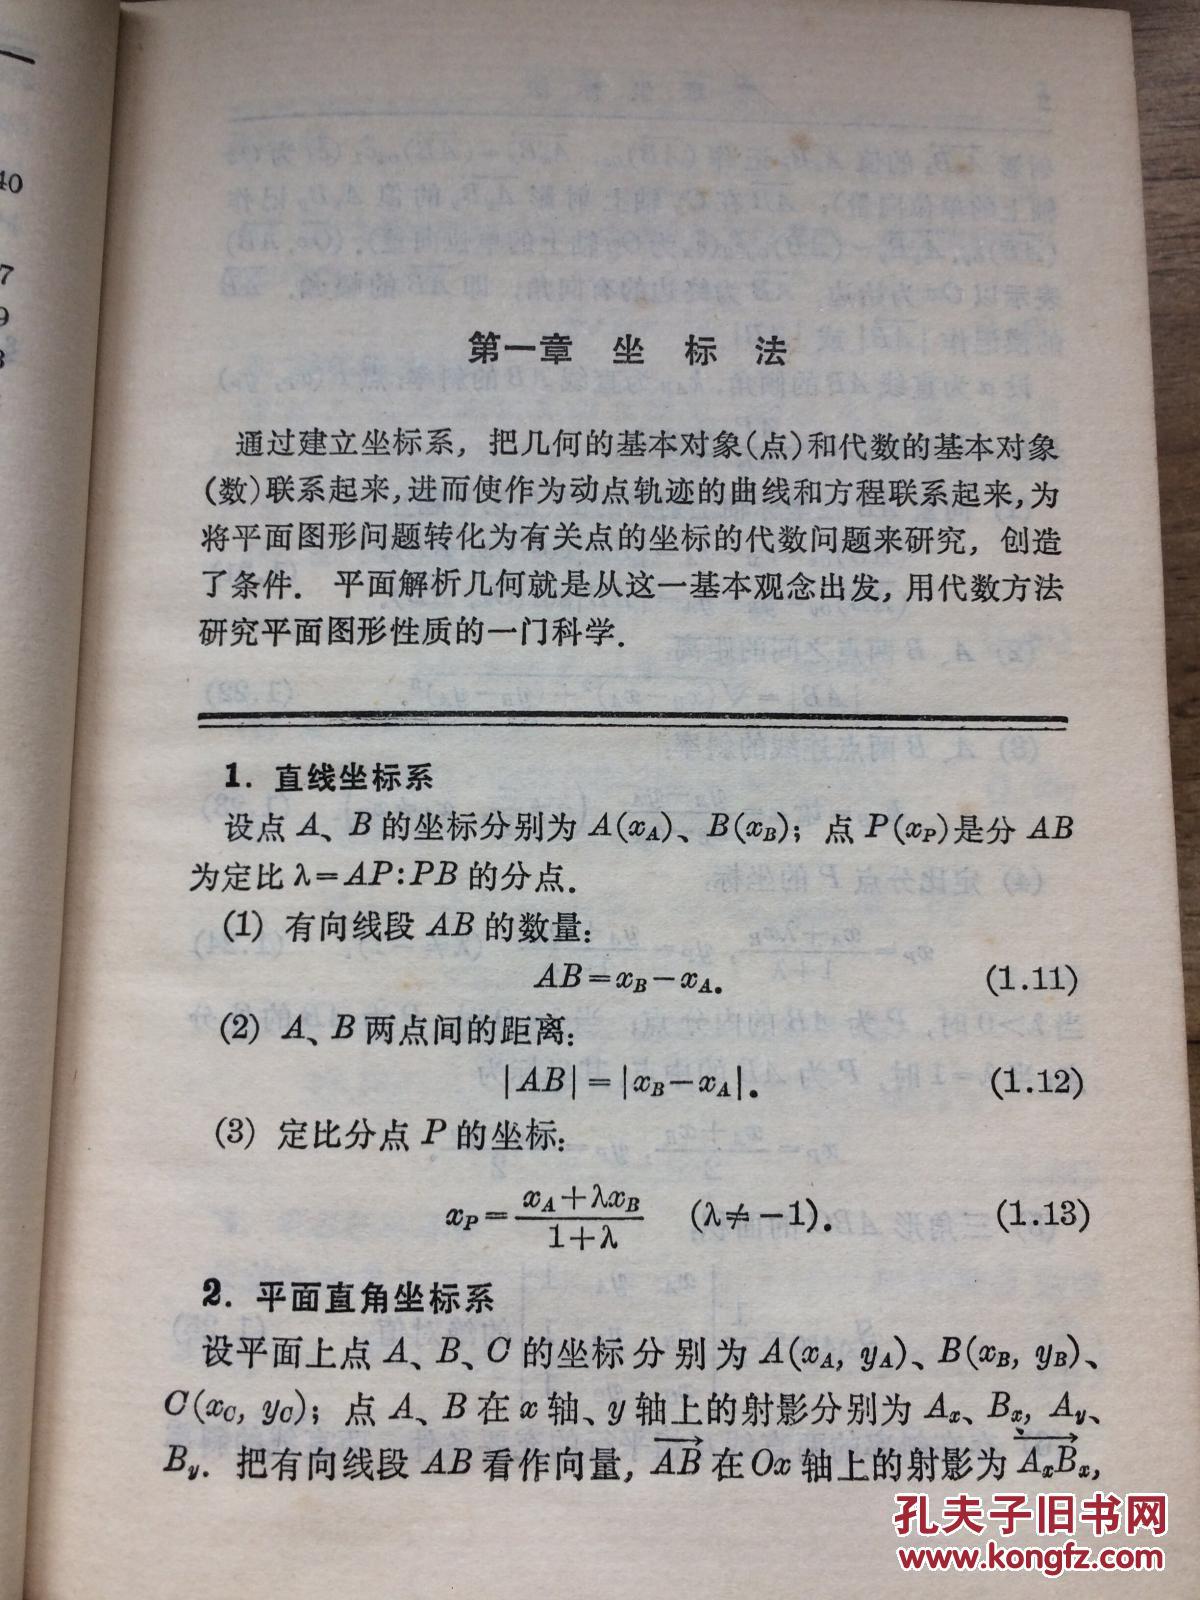 40
7
9
3
第一章 坐 标 法
通过建立坐标系，把几何的基本对象(点)和代数的基本对象
(数)联系起来,进而使作为动点轨迹的曲线和方程联系起来,为
将平面图形问题转化为有关点的坐标的代数问题来研究，创造
了条件．平面解析几何就是从这一基本观念出发，用代数方法
研究平面图形性质的一门科学．
1．直线坐标系
设点 A、B 的坐标分别为 A(x_A)、B(x_B)；点 P(x_P)是分 AB
为定比 λ=AP:PB 的分点．
(1) 有向线段 AB 的数量：
AB=x_B−x_A. (1.11)
(2) A、B 两点间的距离：
|AB|=|x_B−x_A|. (1.12)
(3) 定比分点 P 的坐标：
x_P=\frac{x_A+λx_B}{1+λ} (λ≠−1). (1.13)
2．平面直角坐标系
设平面上点 A、B、C 的坐标分别为 A(x_A, y_A)、B(x_B, y_B)、
C(x_C, y_C)；点 A、B 在 x 轴、y 轴上的射影分别为 A_x、B_x, A_y、
B_y. 把有向线段 AB 看作向量，\overrightarrow{AB} 在 Ox 轴上的射影为 \overrightarrow{A_xB_x},
孔夫子旧书网
www.kongfz.com